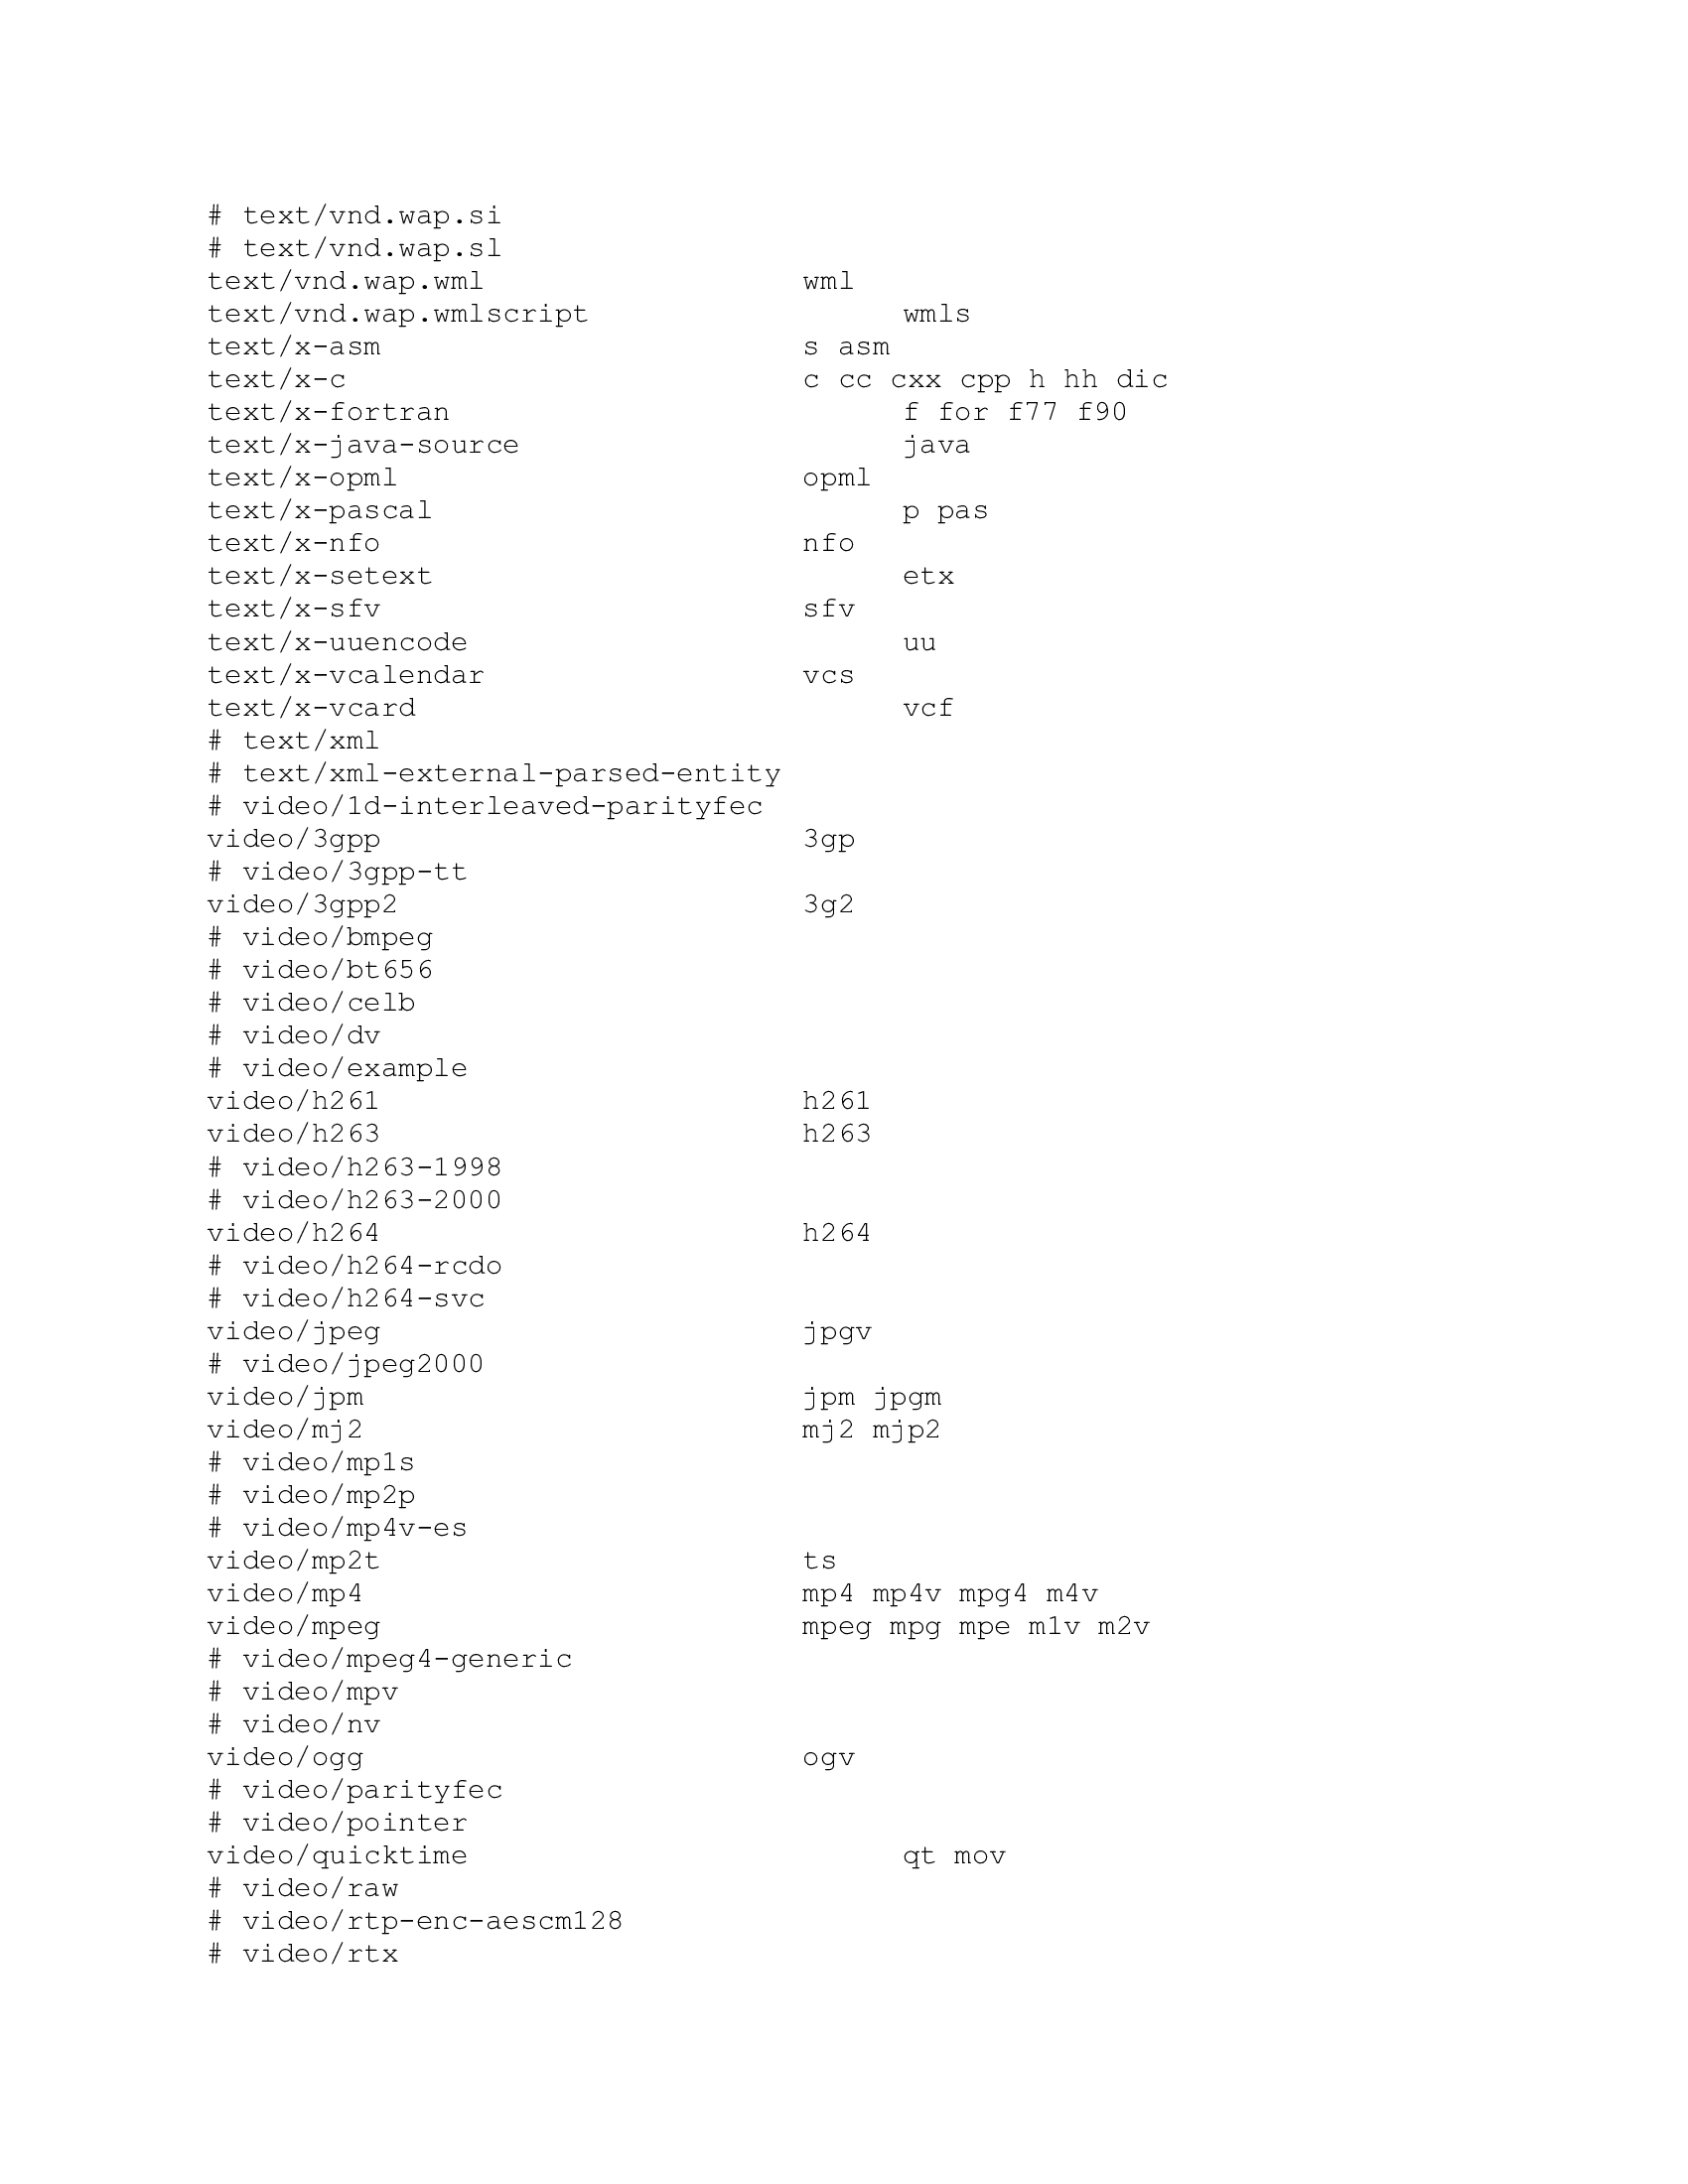 # text/vnd.wap.si
# text/vnd.wap.sl
text/vnd.wap.wml wml
text/vnd.wap.wmlscript wmls
text/x-asm s asm
text/x-c c cc cxx cpp h hh dic
text/x-fortran f for f77 f90
text/x-java-source java
text/x-opml opml
text/x-pascal p pas
text/x-nfo nfo
text/x-setext etx
text/x-sfv sfv
text/x-uuencode uu
text/x-vcalendar vcs
text/x-vcard vcf
# text/xml
# text/xml-external-parsed-entity
# video/1d-interleaved-parityfec
video/3gpp 3gp
# video/3gpp-tt
video/3gpp2 3g2
# video/bmpeg
# video/bt656
# video/celb
# video/dv
# video/example
video/h261 h261
video/h263 h263
# video/h263-1998
# video/h263-2000
video/h264 h264
# video/h264-rcdo
# video/h264-svc
video/jpeg jpgv
# video/jpeg2000
video/jpm jpm jpgm
video/mj2 mj2 mjp2
# video/mp1s
# video/mp2p
# video/mp4v-es
video/mp2t ts
video/mp4 mp4 mp4v mpg4 m4v
video/mpeg mpeg mpg mpe m1v m2v
# video/mpeg4-generic
# video/mpv
# video/nv
video/ogg ogv
# video/parityfec
# video/pointer
video/quicktime qt mov
# video/raw
# video/rtp-enc-aescm128
# video/rtx